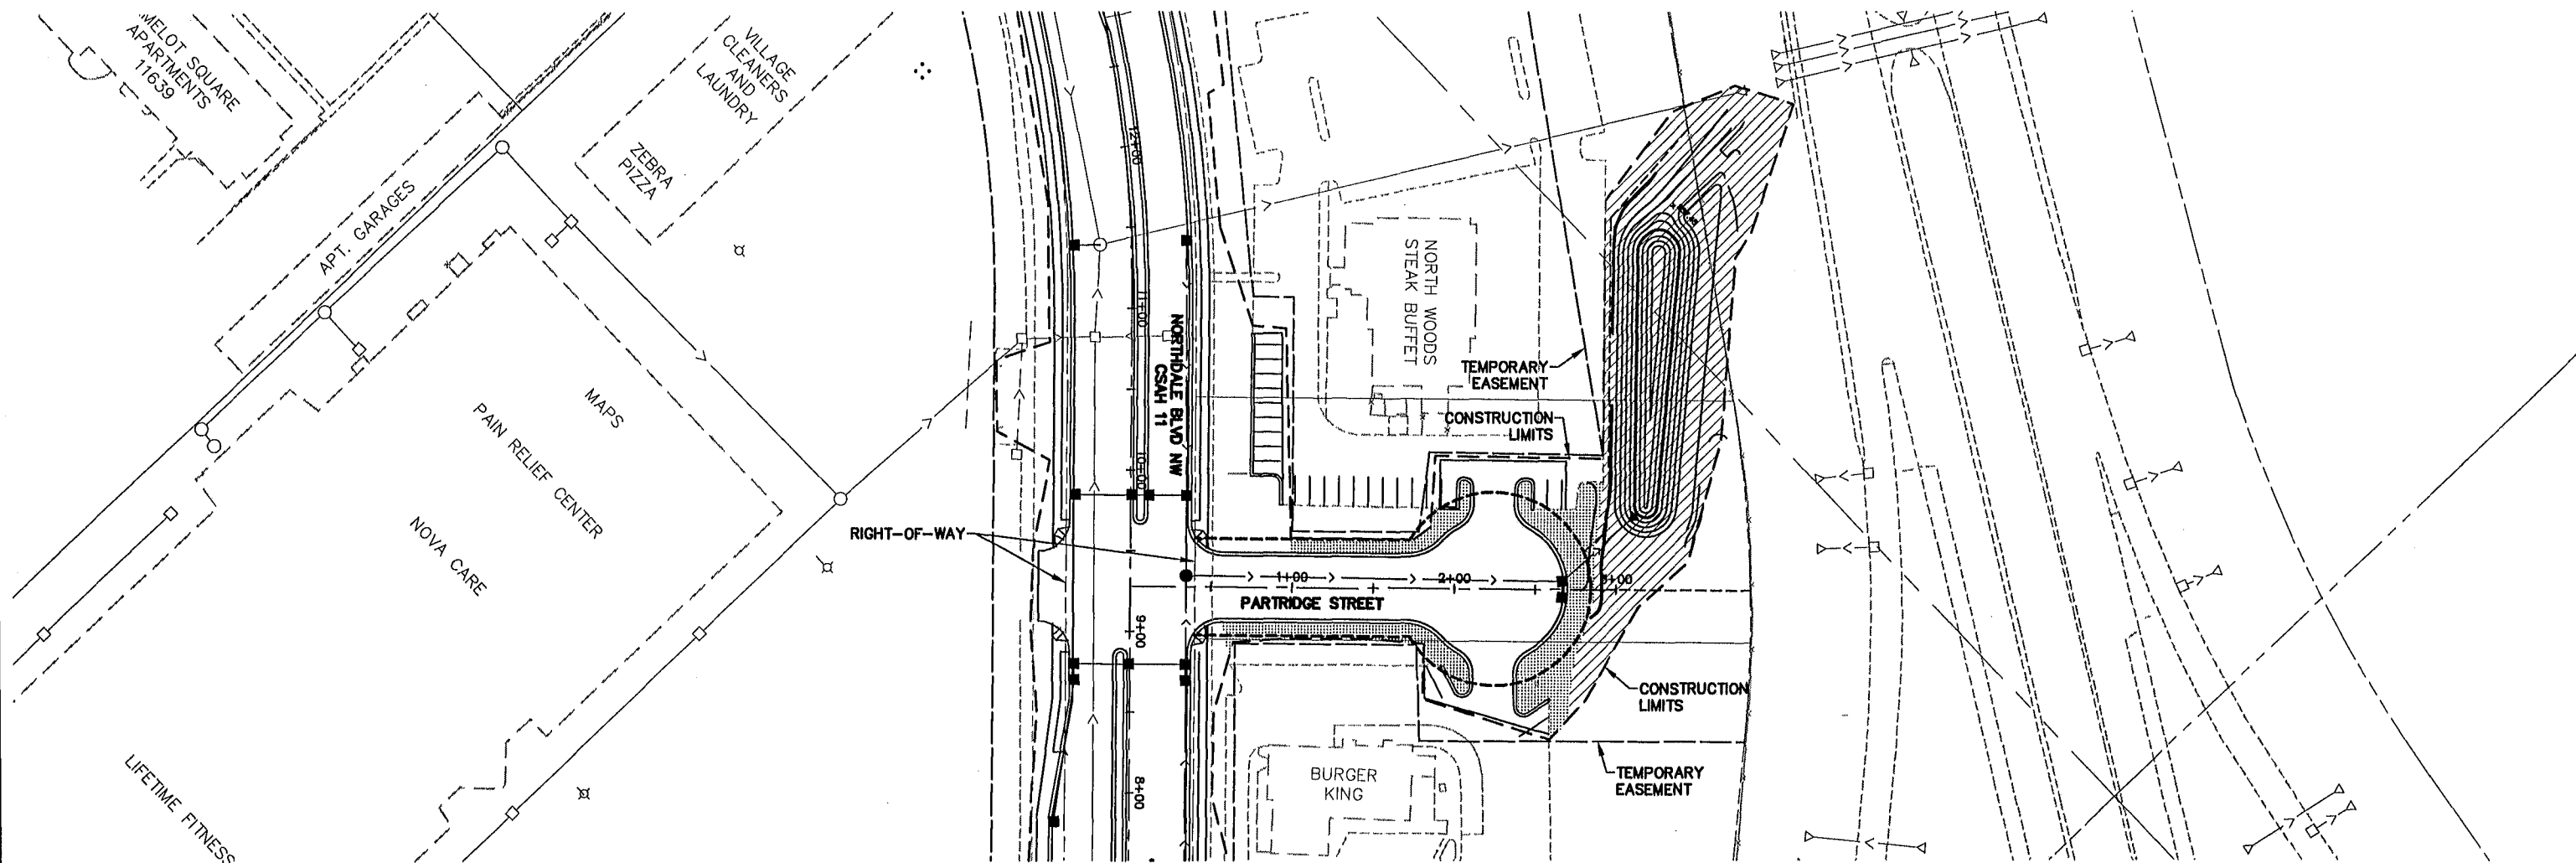 MELOT SQUARE
APARTMENTS
11639
VILLAGE
CLEANERS
AND
LAUNDRY
ZEBRA
PIZZA
APT. GARAGES
MAPS
PAIN RELIEF CENTER
NOVA CARE
LIFETIME FITNESS
12+00
11+00
NORTHDALE BLVD NW
CSAH 11
10+00
9+00
8+00
RIGHT-OF-WAY
NORTH WOODS
STEAK BUFFET
TEMPORARY
EASEMENT
CONSTRUCTION
LIMITS
1+00
2+00
3+00
PARTRIDGE STREET
CONSTRUCTION
LIMITS
TEMPORARY
EASEMENT
BURGER
KING